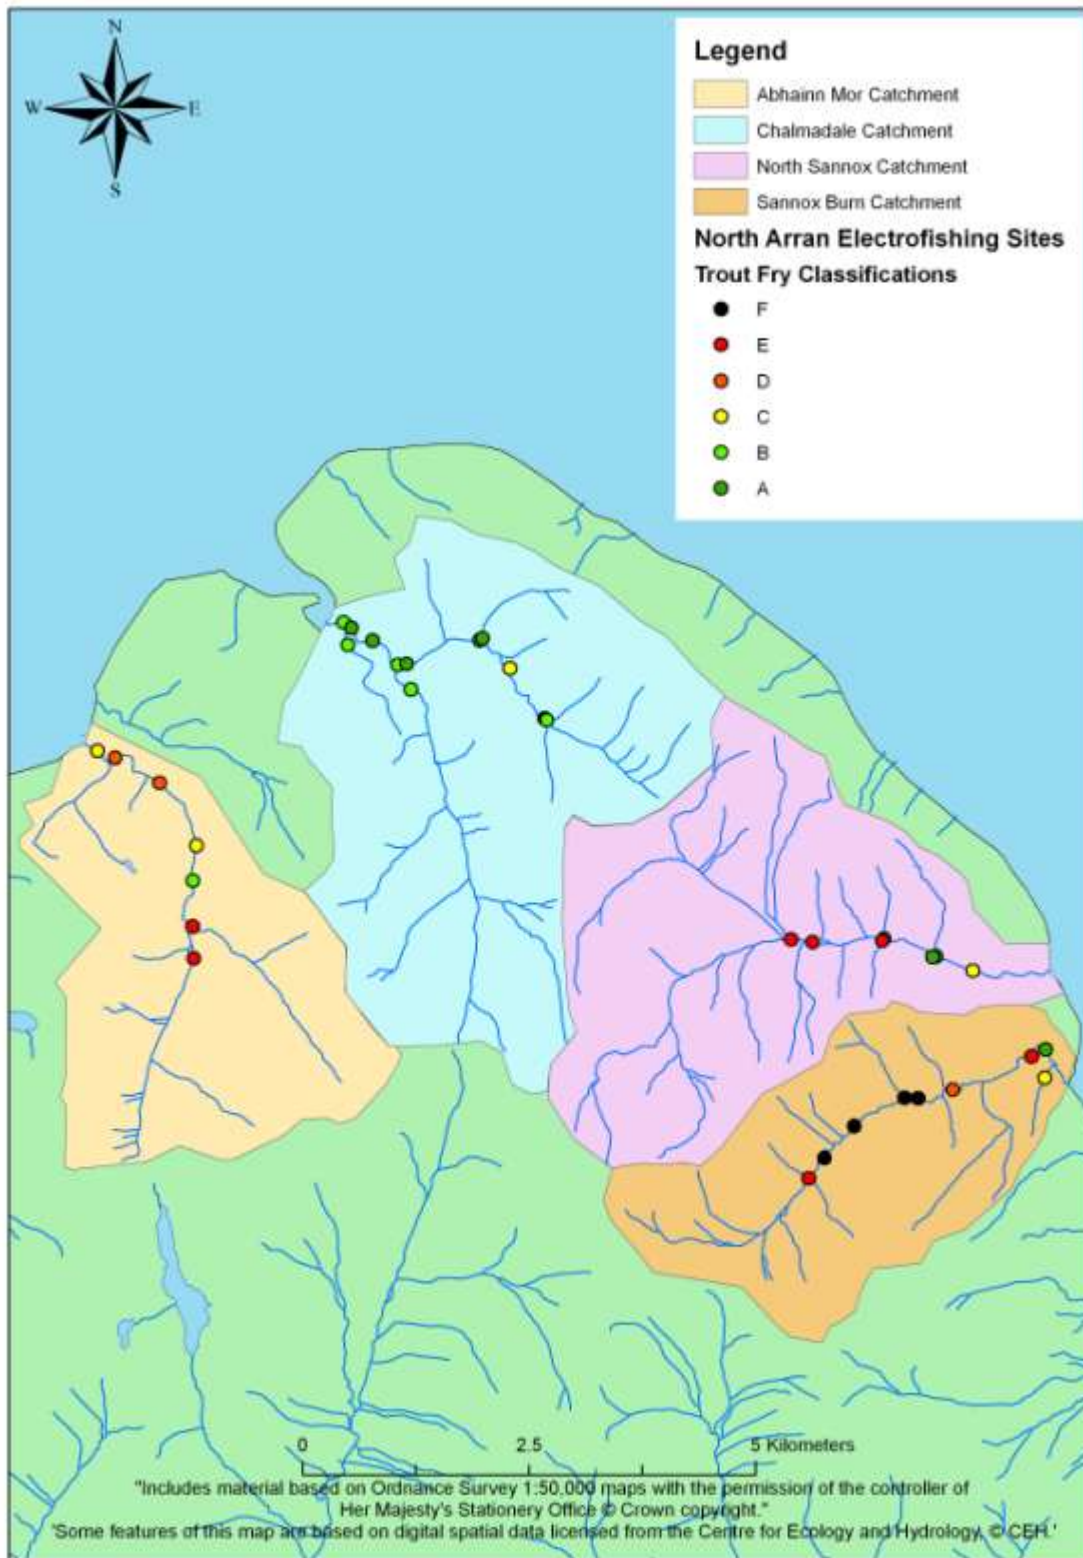 N
W
E
S
Legend
Abhainn Mor Catchment
Chalmadale Catchment
North Sannox Catchment
Sannox Burn Catchment
North Arran Electrofishing Sites
Trout Fry Classifications
F
E
D
C
B
A
0 2.5 5 Kilometers
"Includes material based on Ordnance Survey 1:50,000 maps with the permission of the controller of
Her Majesty's Stationery Office © Crown copyright."
'Some features of this map are based on digital spatial data licensed from the Centre for Ecology and Hydrology, © CEH.'